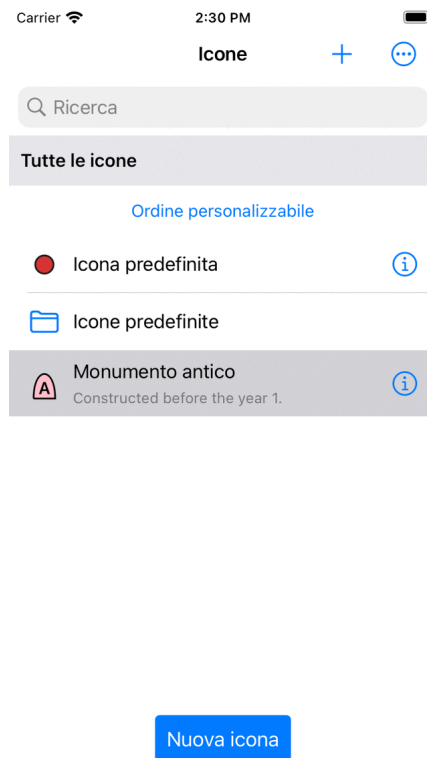 Carrier 2:30 PM
Icone
Ricerca
Tutte le icone
Ordine personalizzabile
Icona predefinita
Icone predefinite
Monumento antico
A
Constructed before the year 1.
Nuova icona